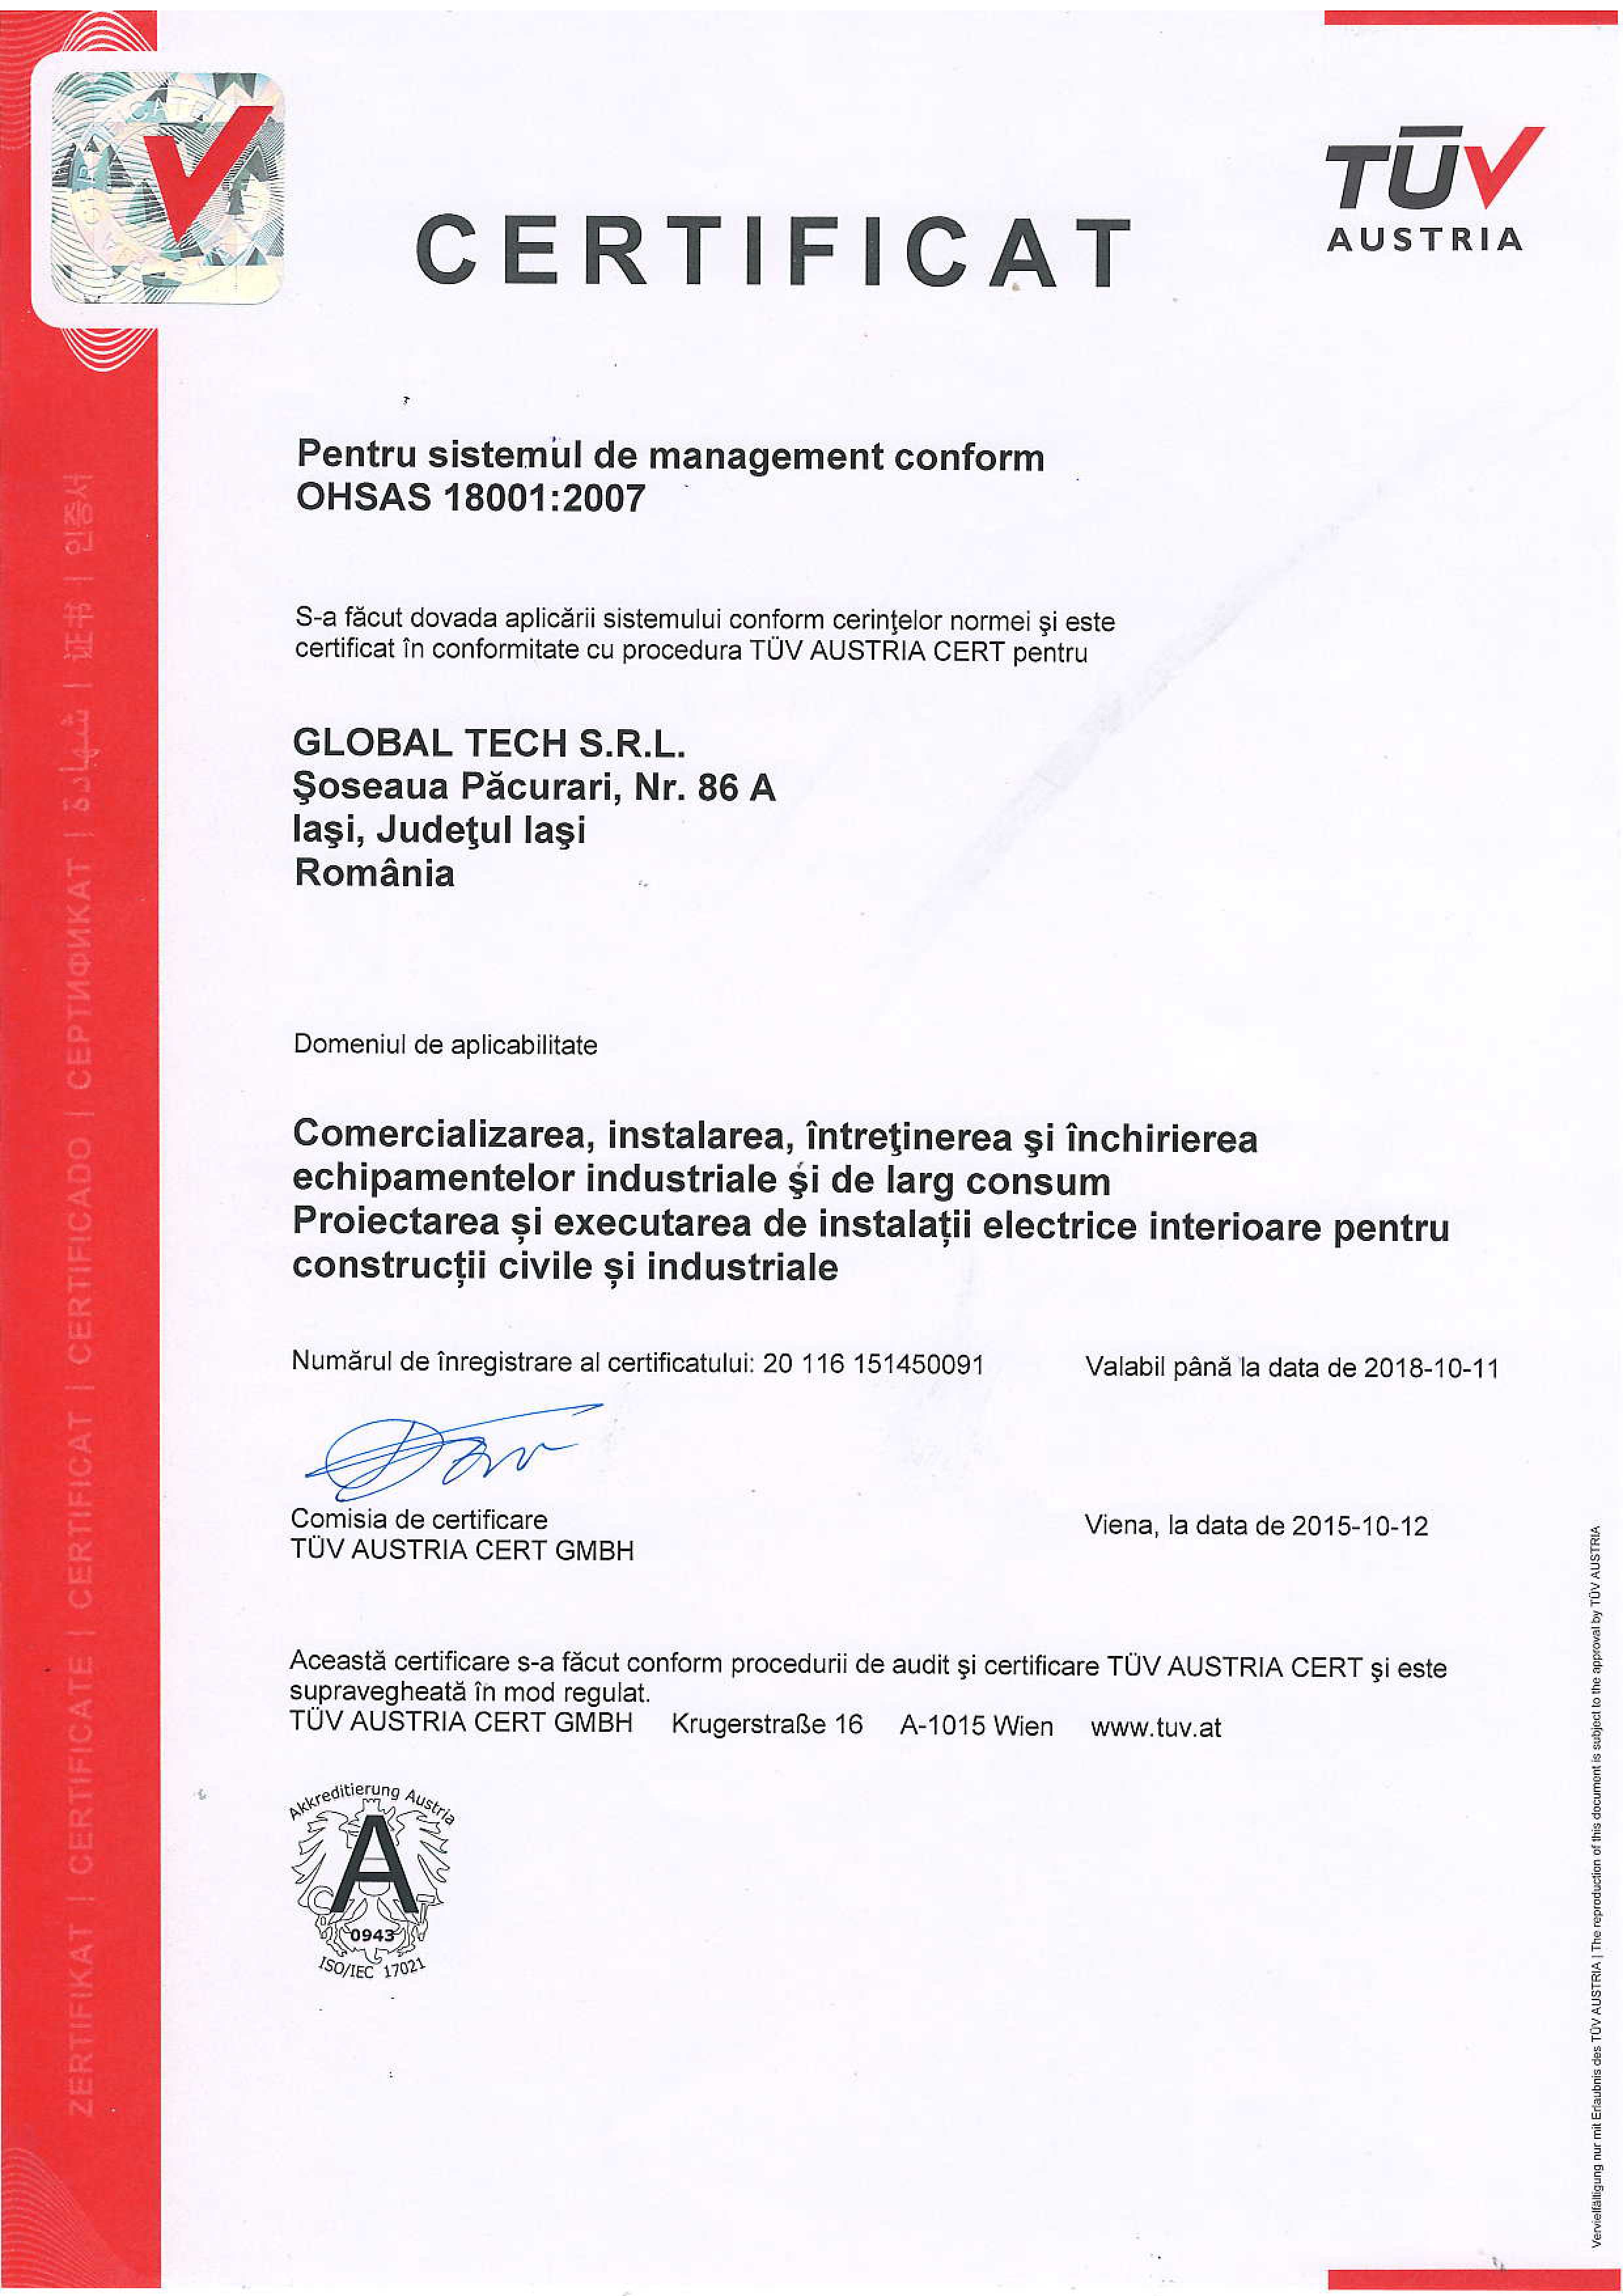 TÜV
AUSTRIA
CERTIFICAT
Pentru sistemul de management conform
OHSAS 18001:2007
S-a făcut dovada aplicării sistemului conform cerinţelor normei şi este
certificat în conformitate cu procedura TÜV AUSTRIA CERT pentru
GLOBAL TECH S.R.L.
Şoseaua Păcurari, Nr. 86 A
Iaşi, Judeţul Iaşi
România
Domeniul de aplicabilitate
Comercializarea, instalarea, întreţinerea şi închirierea
echipamentelor industriale şi de larg consum
Proiectarea și executarea de instalații electrice interioare pentru
construcții civile și industriale
Numărul de înregistrare al certificatului: 20 116 151450091
Valabil până la data de 2018-10-11
Comisia de certificare
TÜV AUSTRIA CERT GMBH
Viena, la data de 2015-10-12
Această certificare s-a făcut conform procedurii de audit şi certificare TÜV AUSTRIA CERT şi este
supravegheată în mod regulat.
TÜV AUSTRIA CERT GMBH Krugerstraße 16 A-1015 Wien www.tuv.at
Akkreditierung Austria
A
0943
ISO/IEC 17021
ZERTIFIKAT | CERTIFICATE | CERTIFICAT | CERTIFICADO | СЕРТИФИКАТ | شهادة | 证书 | 인증서
Vervielfältigung nur mit Erlaubnis des TÜV AUSTRIA | The reproduction of this document is subject to the approval by TÜV AUSTRIA